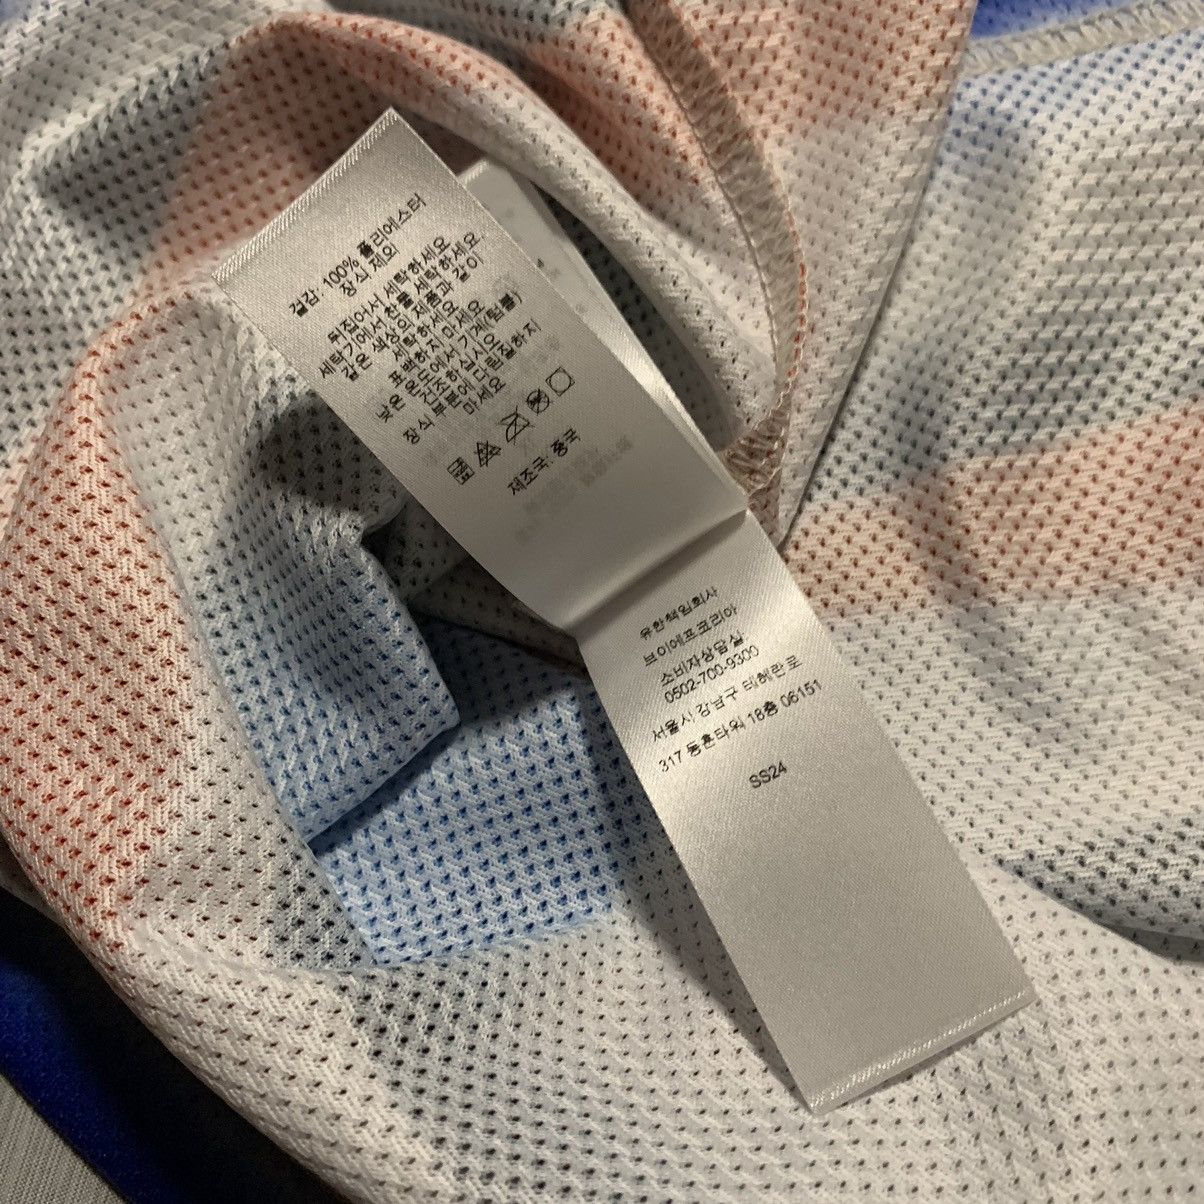 겉감: 100% 폴리에스터
장식 제외
뒤집어서 세탁하세요
세탁기에서 찬물 세탁하세요.
같은 색상의 제품과 같이
세탁하세요
표백하지 마세요
낮은 온도에서 기계(텀블)
건조하십시오
장식 부분에 다림질하지
마세요
제조국: 중국
유한책임회사
브이에프코리아
소비자상담실
0502-700-9300
서울시 강남구 테헤란로
317 동훈타워 18층 06151
SS24